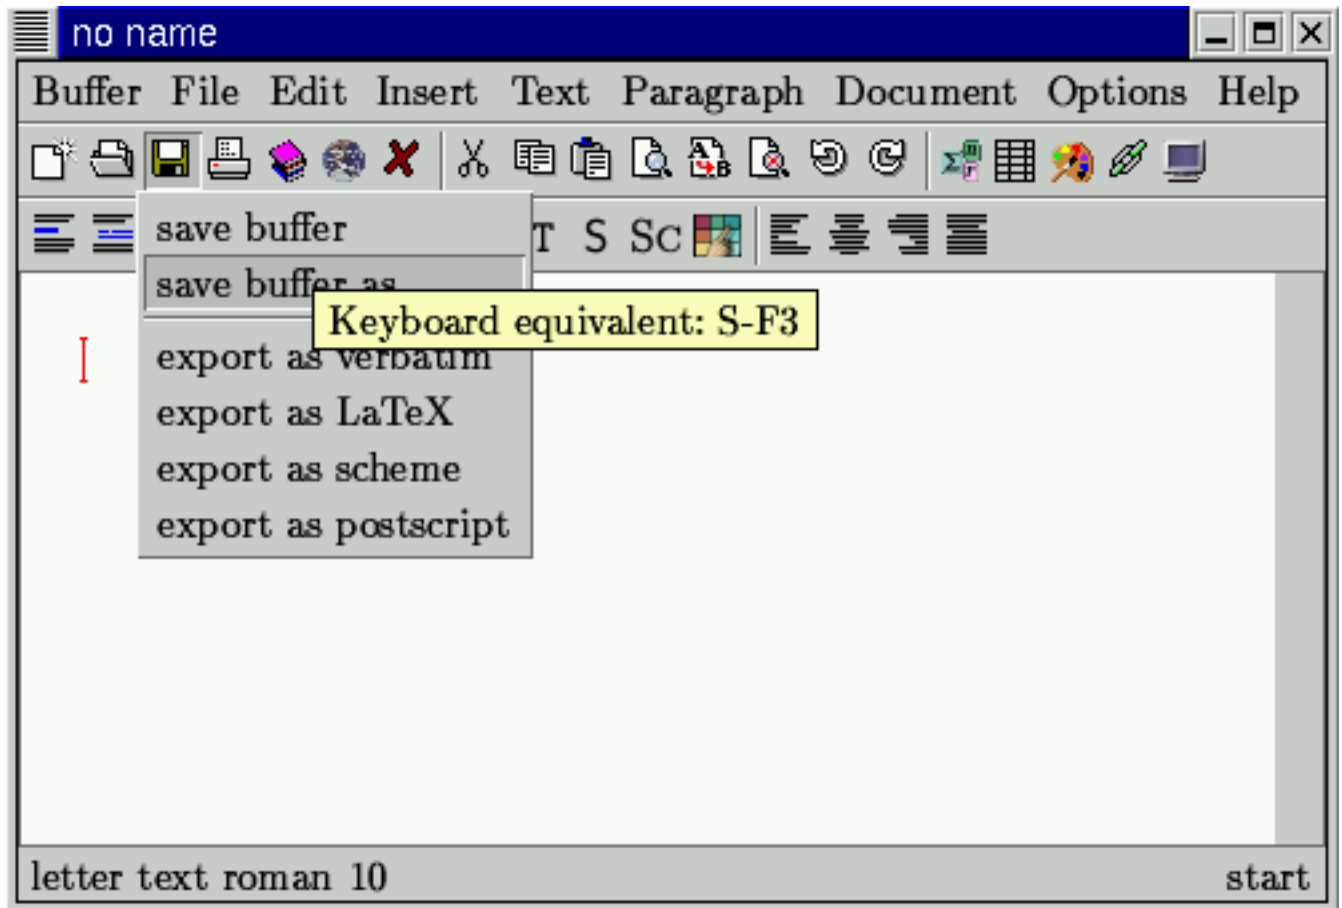 no name
Buffer File Edit Insert Text Paragraph Document Options Help
save buffer
T S SC
save buffer as
Keyboard equivalent: S-F3
export as verbatim
export as LaTeX
export as scheme
export as postscript
letter text roman 10 start